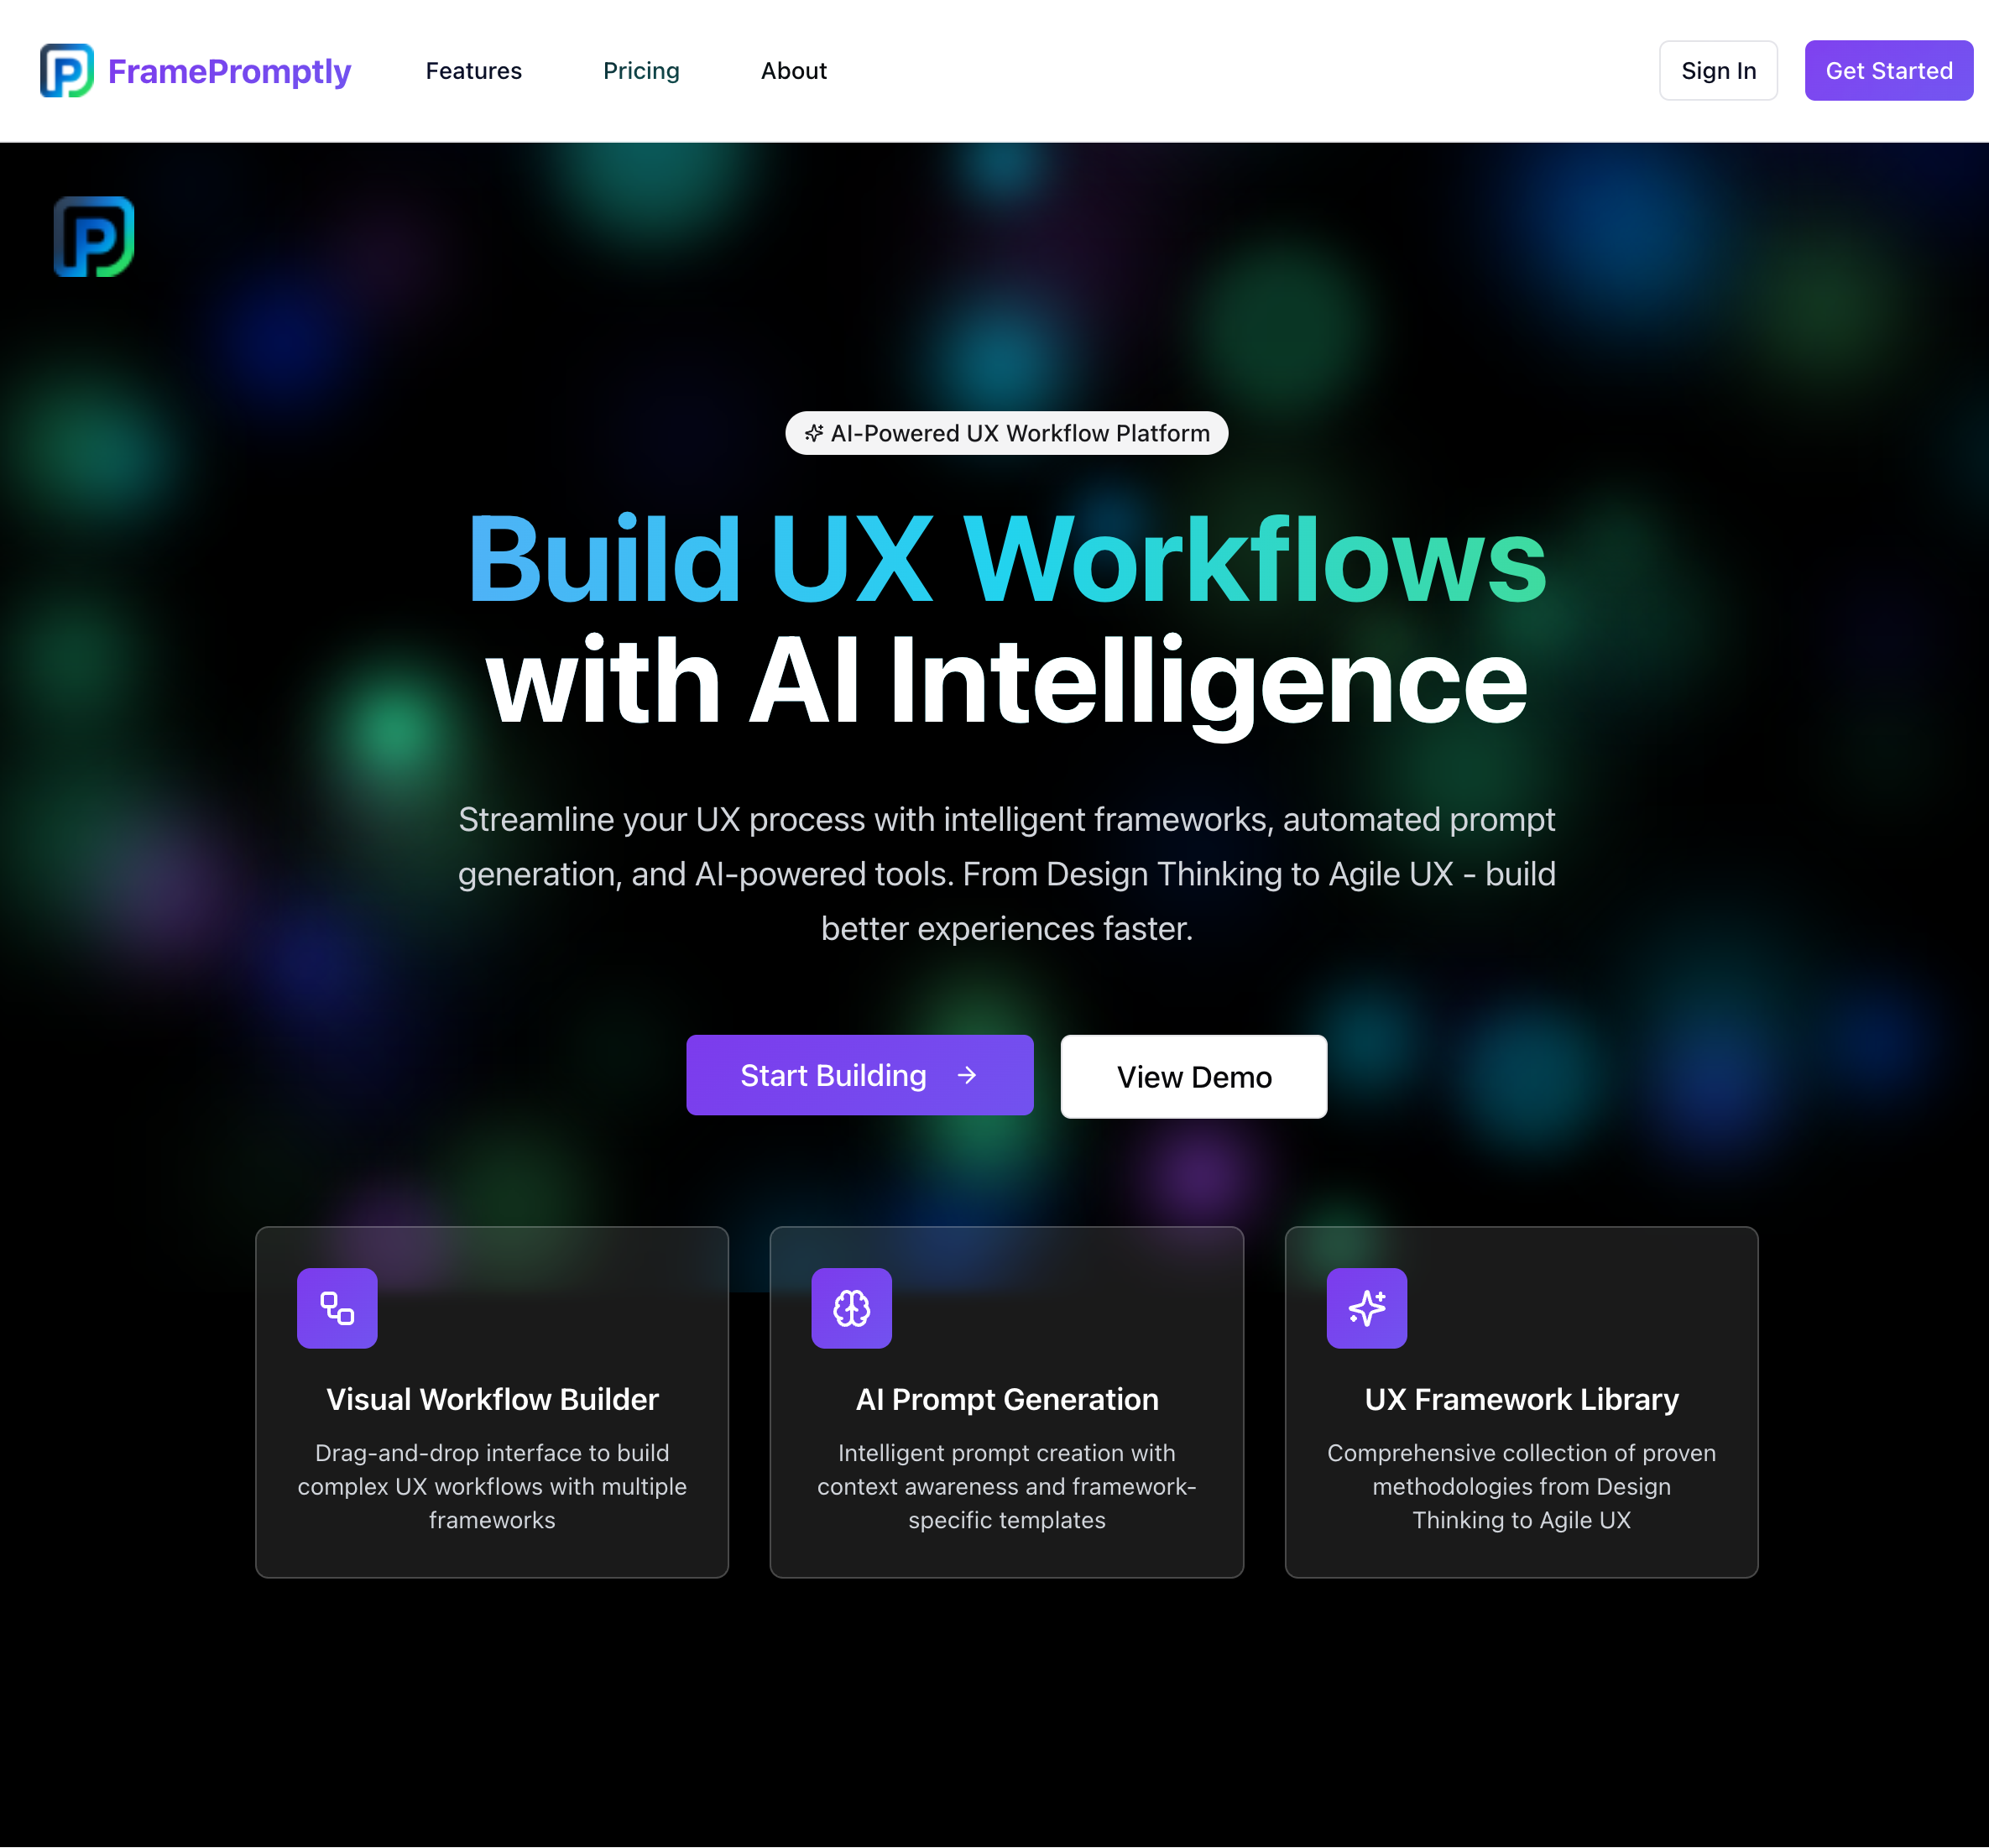 P FramePromptly Features Pricing About Sign In Get Started
P
AI-Powered UX Workflow Platform
Build UX Workflows
with AI Intelligence
Streamline your UX process with intelligent frameworks, automated prompt
generation, and AI-powered tools. From Design Thinking to Agile UX - build
better experiences faster.
Start Building View Demo
Visual Workflow Builder
Drag-and-drop interface to build
complex UX workflows with multiple
frameworks
AI Prompt Generation
Intelligent prompt creation with
context awareness and framework-
specific templates
UX Framework Library
Comprehensive collection of proven
methodologies from Design
Thinking to Agile UX